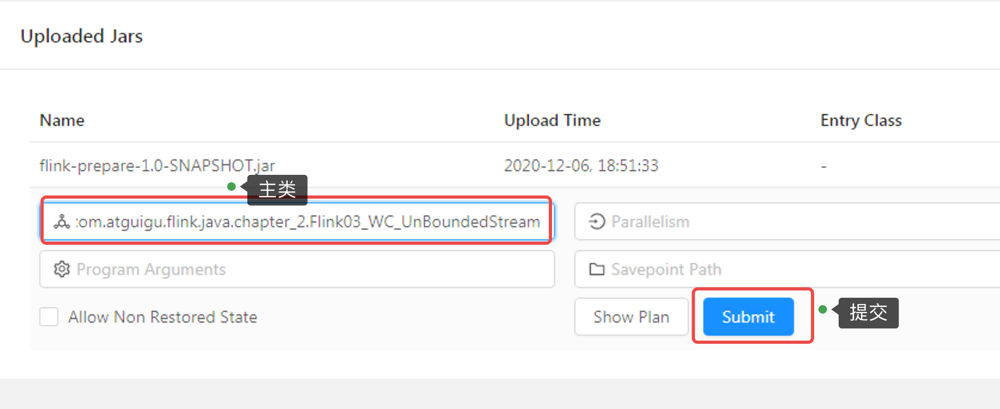 Uploaded Jars
Name Upload Time Entry Class
flink-prepare-1.0-SNAPSHOT.jar 2020-12-06, 18:51:33 -
主类
:om.atguigu.flink.java.chapter_2.Flink03_WC_UnBoundedStream Parallelism
Program Arguments Savepoint Path
Allow Non Restored State Show Plan Submit 提交